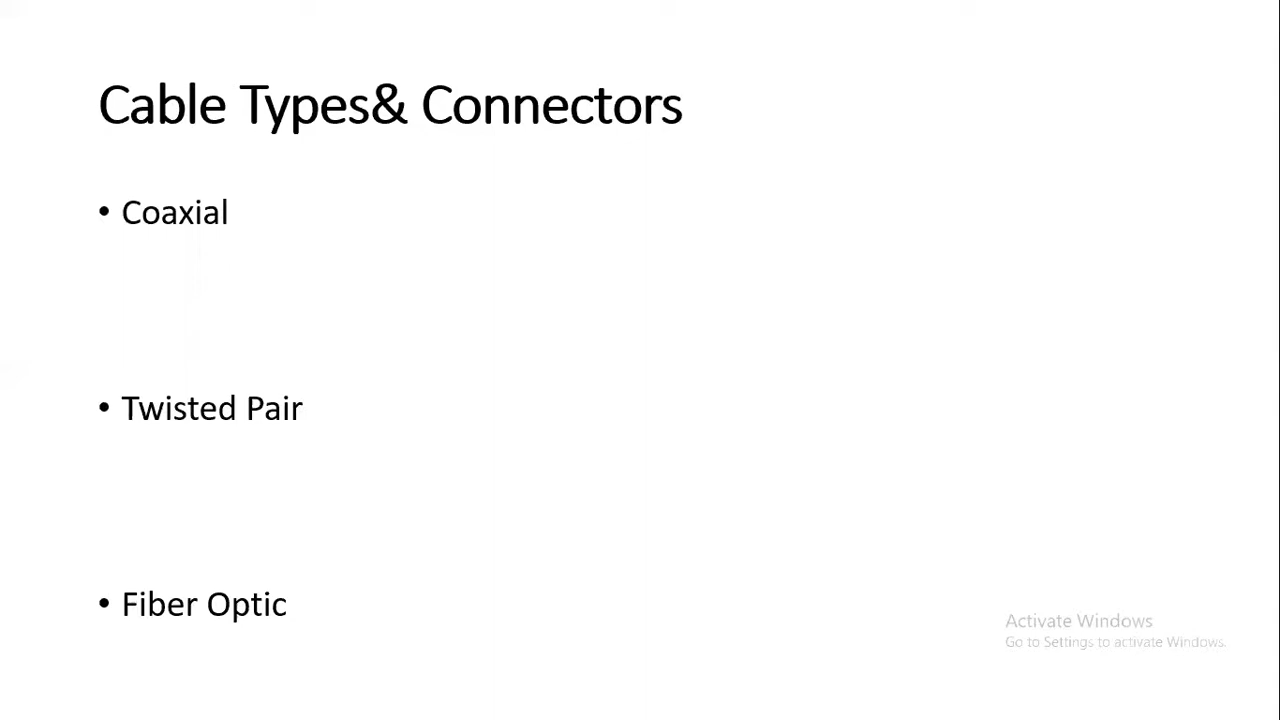 Cable Types& Connectors
• Coaxial
• Twisted Pair
• Fiber Optic
Activate Windows
Go to Settings to activate Windows.